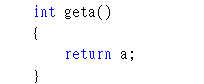 int geta()
{
    return a;
}